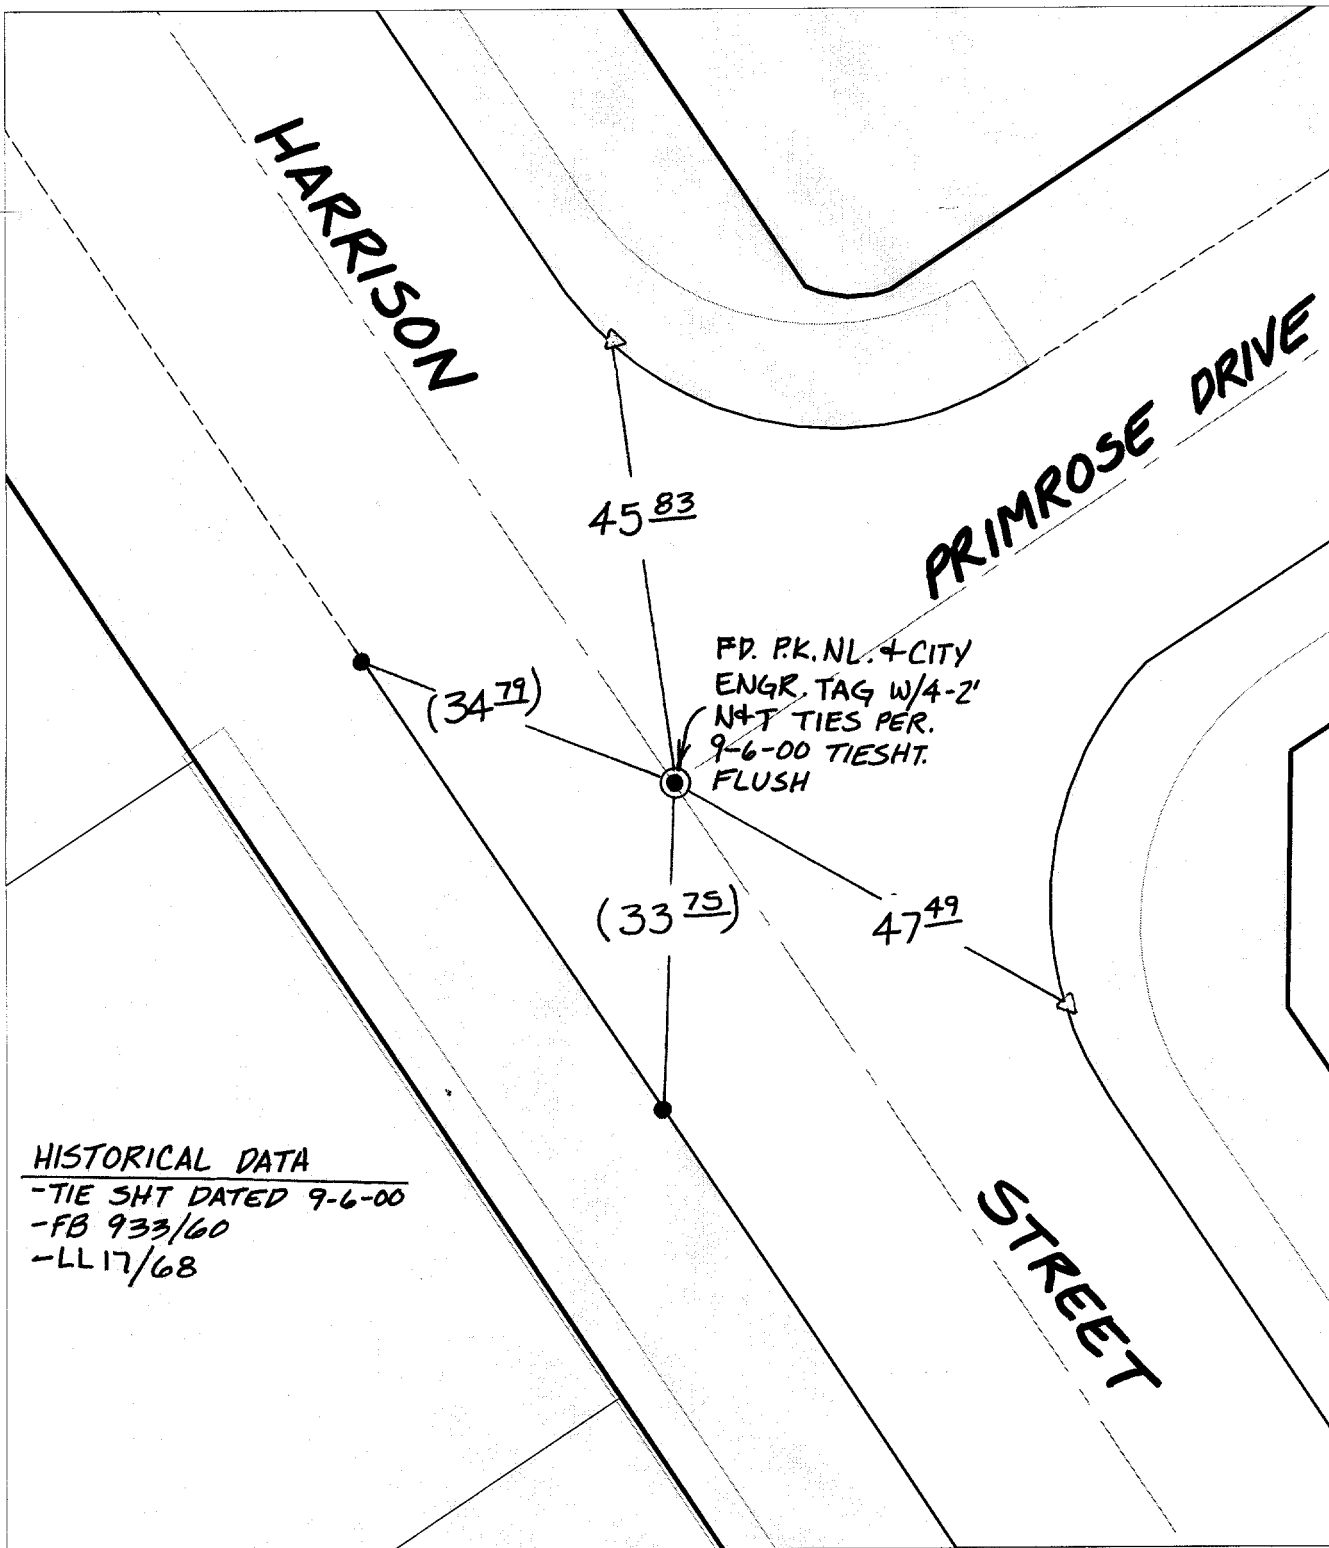 HARRISON
PRIMROSE DRIVE
45 83
FD. P.K. NL. + CITY
ENGR. TAG W/4-2'
N+T TIES PER.
9-6-00 TIESHT.
FLUSH
(34 79)
(33 75)
47 49
HISTORICAL DATA
-TIE SHT DATED 9-6-00
-FB 933/60
-LL 17/68
STREET